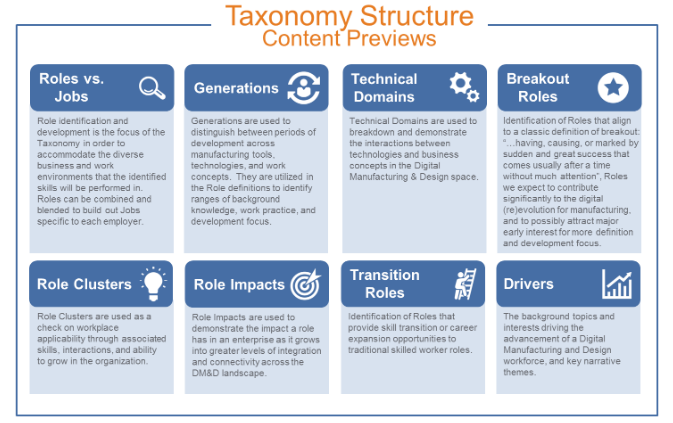 Taxonomy Structure
Content Previews
Roles vs.
Jobs
Role identification and
development is the focus of the
Taxonomy in order to
accommodate the diverse
business and work
environments that the identified
skills will be performed in.
Roles can be combined and
blended to build out Jobs
specific to each employer.
Generations
Generations are used to
distinguish between periods of
development across
manufacturing tools,
technologies, and work
concepts. They are utilized in
the Role definitions to identify
ranges of background
knowledge, work practice, and
development focus.
Technical
Domains
Technical Domains are used to
breakdown and demonstrate
the interactions between
technologies and business
concepts in the Digital
Manufacturing & Design space.
Breakout
Roles
Identification of Roles that align
to a classic definition of breakout:
“...having, causing, or marked by
sudden and great success that
comes usually after a time
without much attention”, Roles
we expect to contribute
significantly to the digital
(re)evolution for manufacturing,
and to possibly attract major
early interest for more definition
and development focus.
Role Clusters
Role Clusters are used as a
check on workplace
applicability through associated
skills, interactions, and ability
to grow in the organization.
Role Impacts
Role Impacts are used to
demonstrate the impact a role
has in an enterprise as it grows
into greater levels of integration
and connectivity across the
DM&D landscape.
Transition
Roles
Identification of Roles that
provide skill transition or career
expansion opportunities to
traditional skilled worker roles.
Drivers
The background topics and
interests driving the
advancement of a Digital
Manufacturing and Design
workforce, and key narrative
themes.